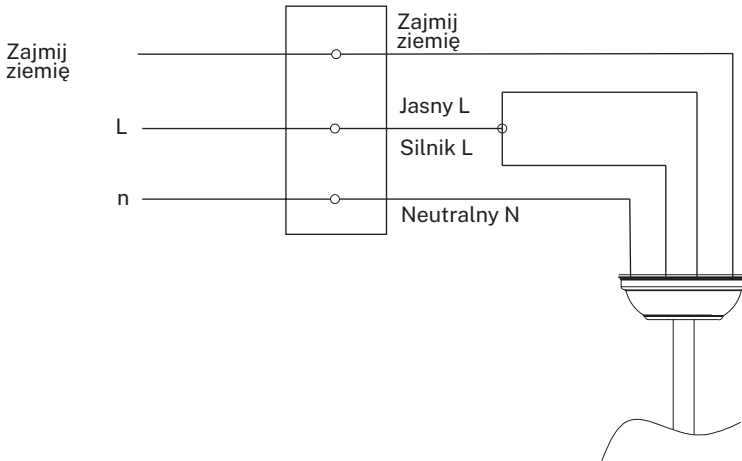 Zajmij
ziemię
Zajmij
ziemię
L
Jasny L
Silnik L
n
Neutralny N